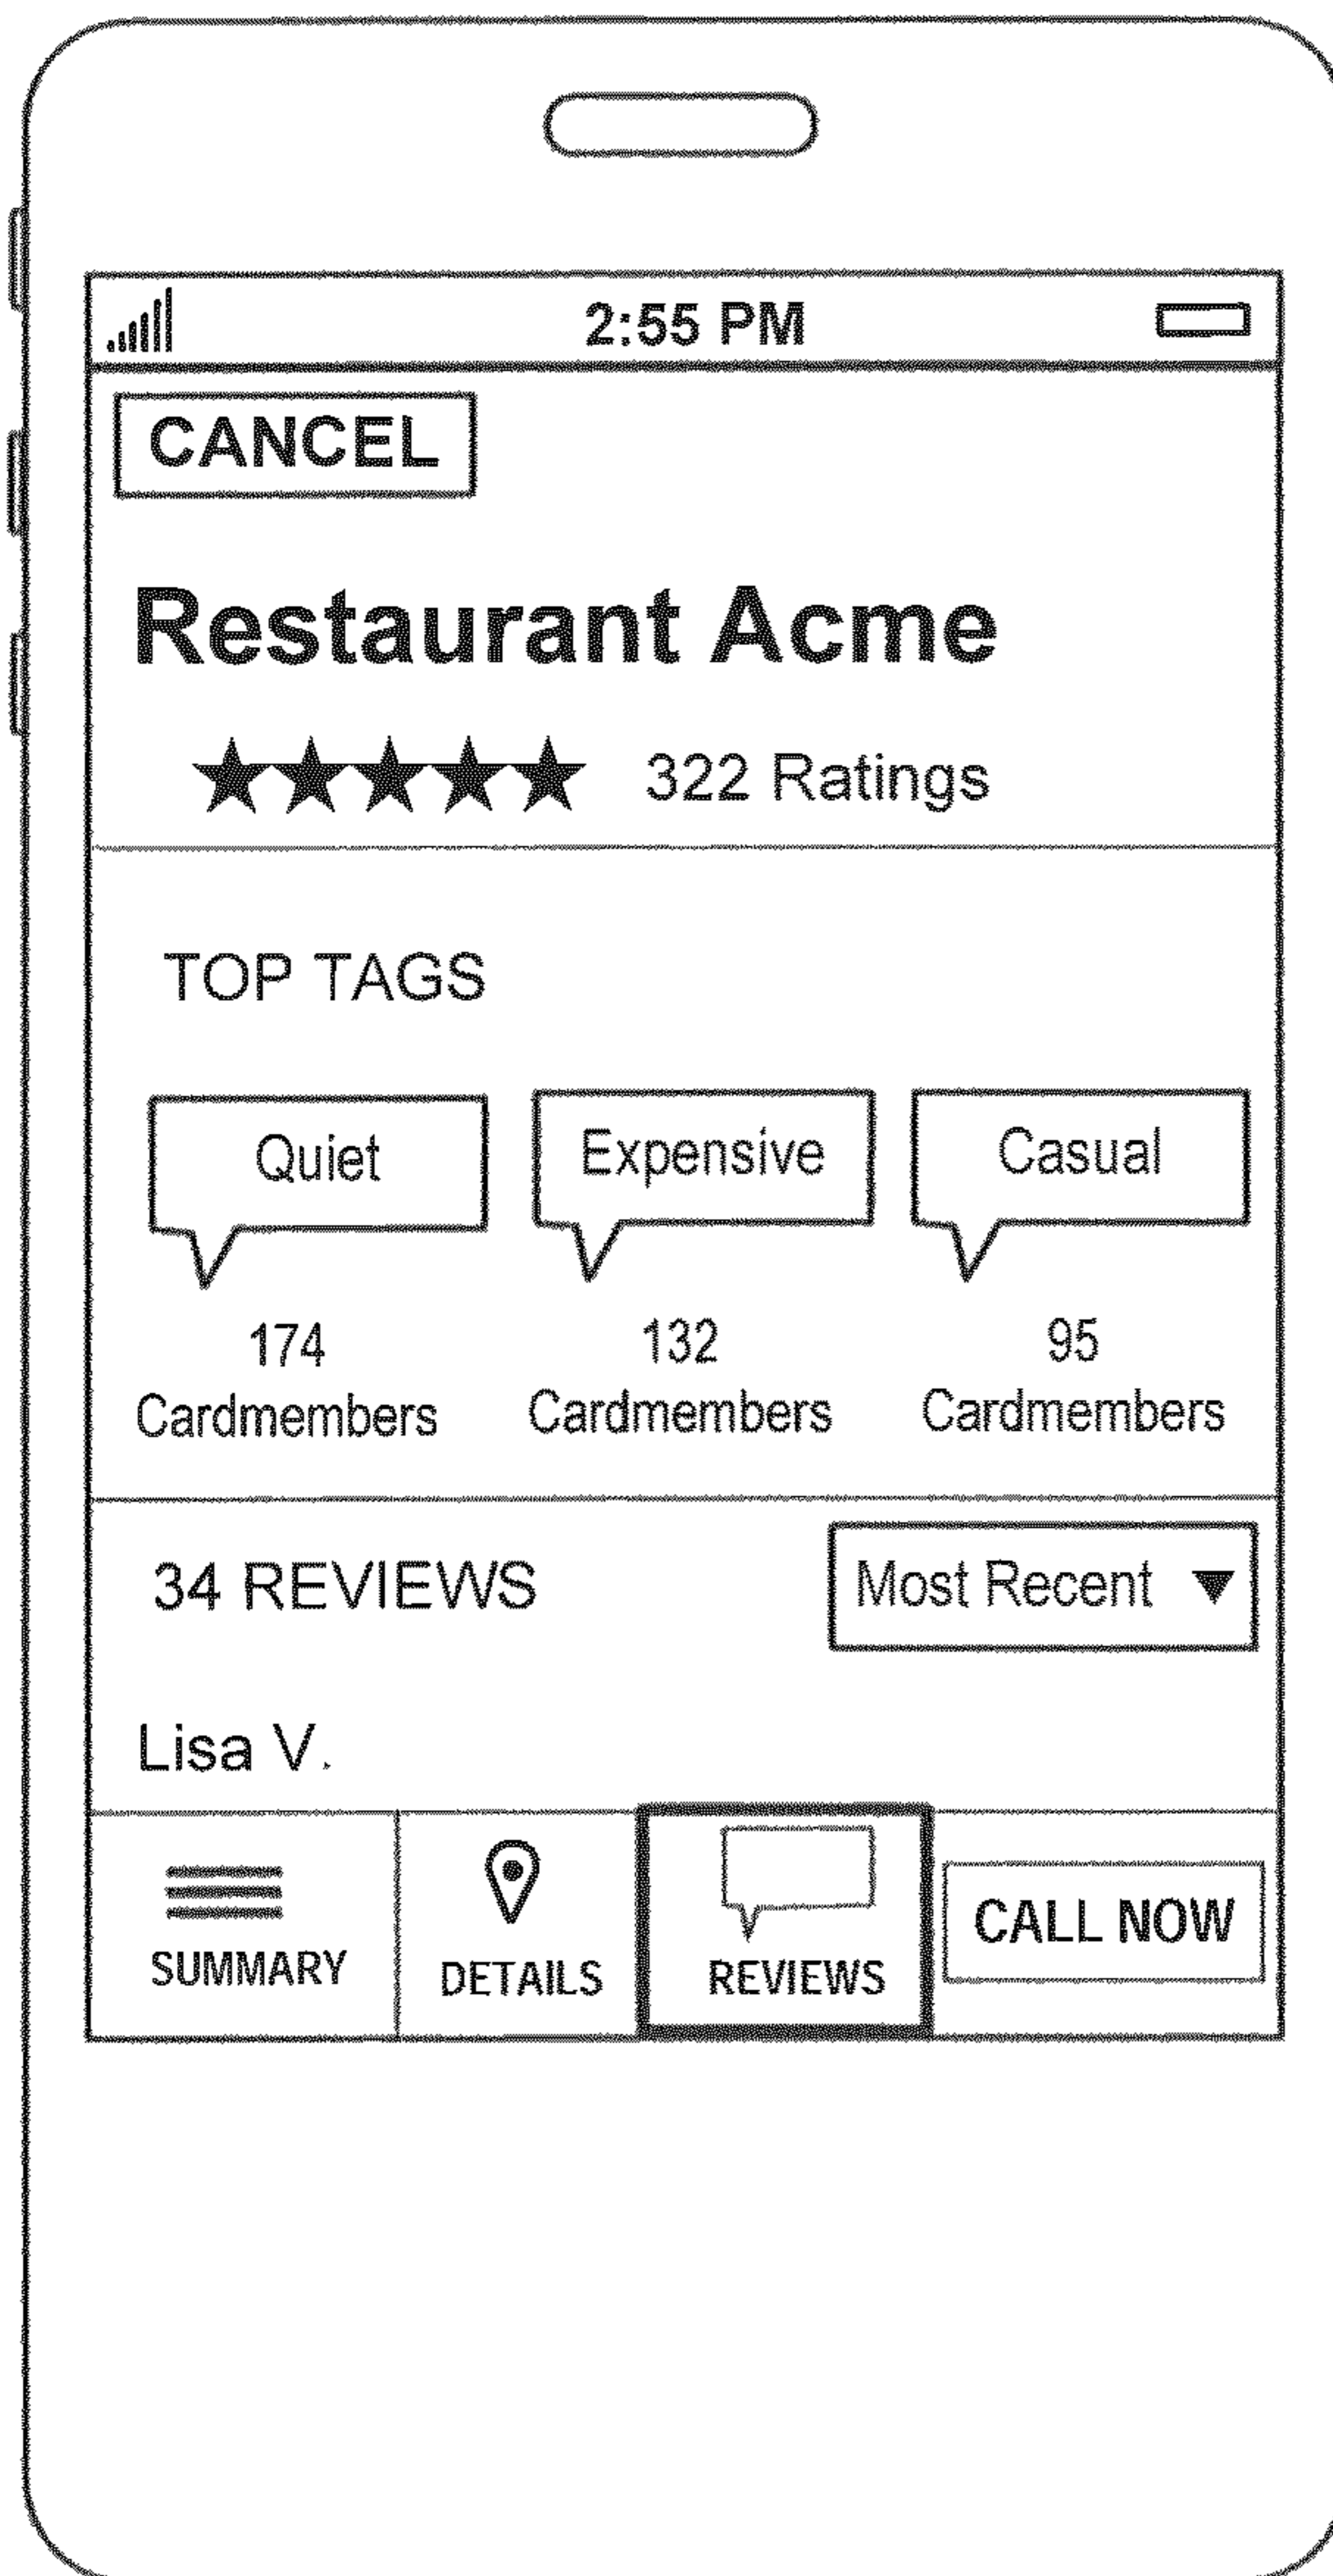 2:55 PM
CANCEL
Restaurant Acme
322 Ratings
TOP TAGS
Quiet Expensive Casual
174 132 95
Cardmembers Cardmembers Cardmembers
34 REVIEWS Most Recent
Lisa V.
SUMMARY DETAILS REVIEWS CALL NOW